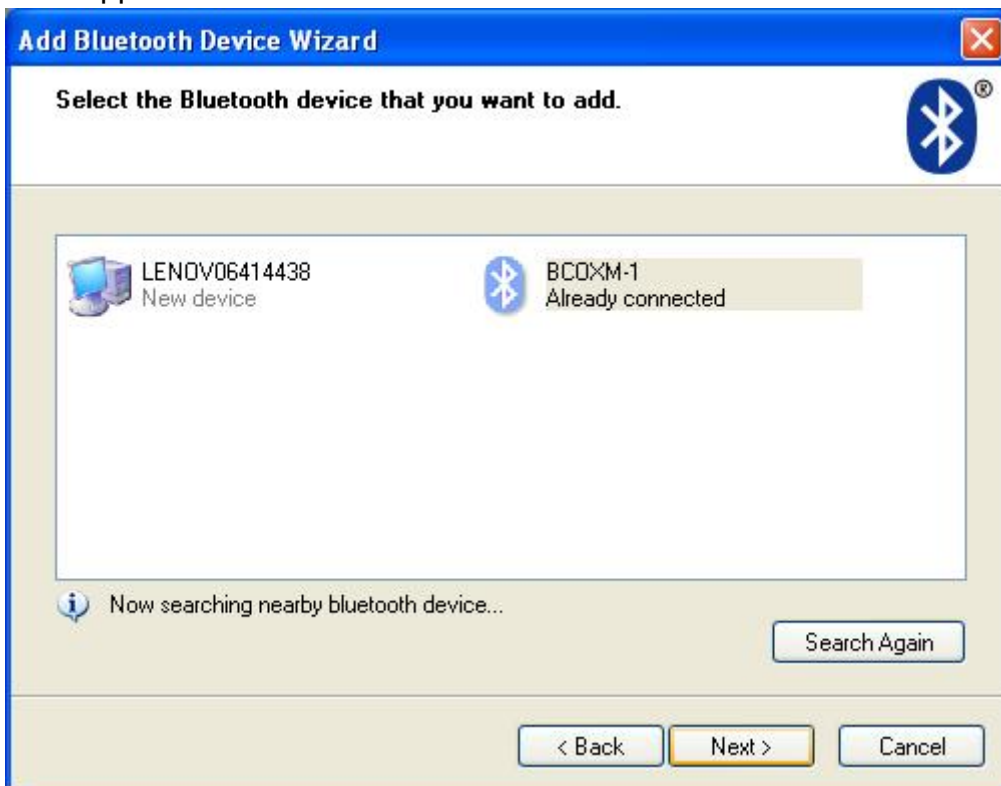 Add Bluetooth Device Wizard
Select the Bluetooth device that you want to add.
®
LENOV06414438
New device
BCOXM-1
Already connected
Now searching nearby bluetooth device...
Search Again
< Back
Next >
Cancel